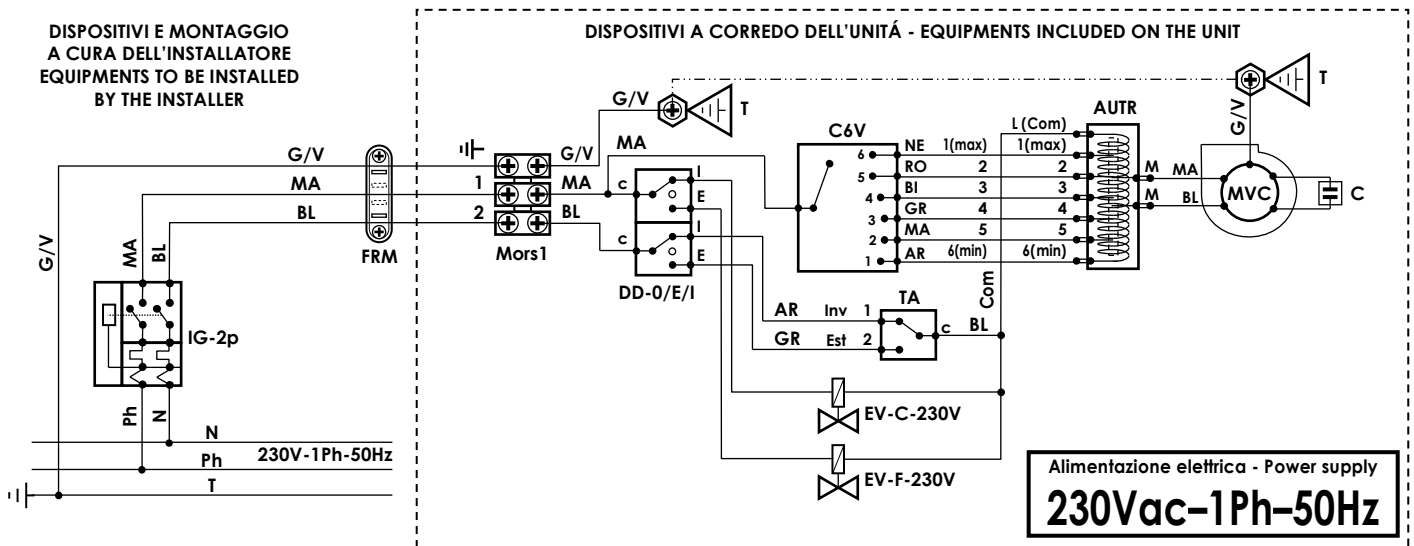 DISPOSITIVI E MONTAGGIO
A CURA DELL'INSTALLATORE
EQUIPMENTS TO BE INSTALLED
BY THE INSTALLER
DISPOSITIVI A CORREDO DELL'UNITÁ - EQUIPMENTS INCLUDED ON THE UNIT
G/V
T
T
G/V
AUTR
C6V
L (Com)
MA
G/V
G/V
MA
BL
FRM
1
2
G/V
MA
BL
Mors1
c
I
E
c
I
E
DD-0/E/I
6 NE 1(max) 1(max)
5 RO 2 2
4 BI 3 3
3 GR 4 4
2 MA 5 5
1 AR 6(min) 6(min)
M MA
M BL
MVC
C
G/V
MA
BL
IG-2p
Ph
N
Com
TA
AR Inv 1
GR Est 2
c BL
EV-C-230V
EV-F-230V
N
230V-1Ph-50Hz
Ph
T
Alimentazione elettrica - Power supply
230Vac–1Ph–50Hz